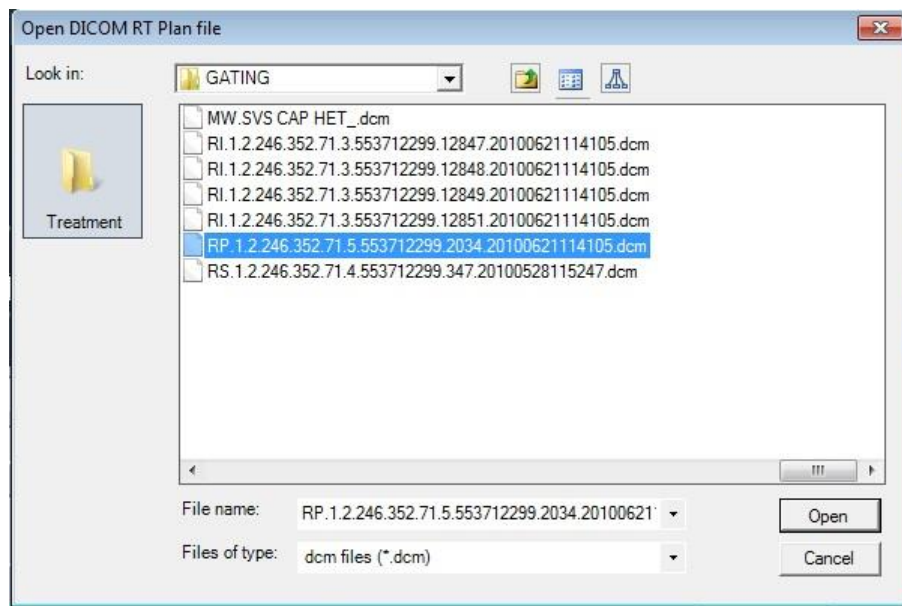 Open DICOM RT Plan file
Look in:
GATING
Treatment
MW.SVS CAP HET_.dcm
RI.1.2.246.352.71.3.553712299.12847.20100621114105.dcm
RI.1.2.246.352.71.3.553712299.12848.20100621114105.dcm
RI.1.2.246.352.71.3.553712299.12849.20100621114105.dcm
RI.1.2.246.352.71.3.553712299.12851.20100621114105.dcm
RP.1.2.246.352.71.5.553712299.2034.20100621114105.dcm
RS.1.2.246.352.71.4.553712299.347.20100528115247.dcm
File name: RP.1.2.246.352.71.5.553712299.2034.20100621
Open
Files of type: dcm files (*.dcm)
Cancel